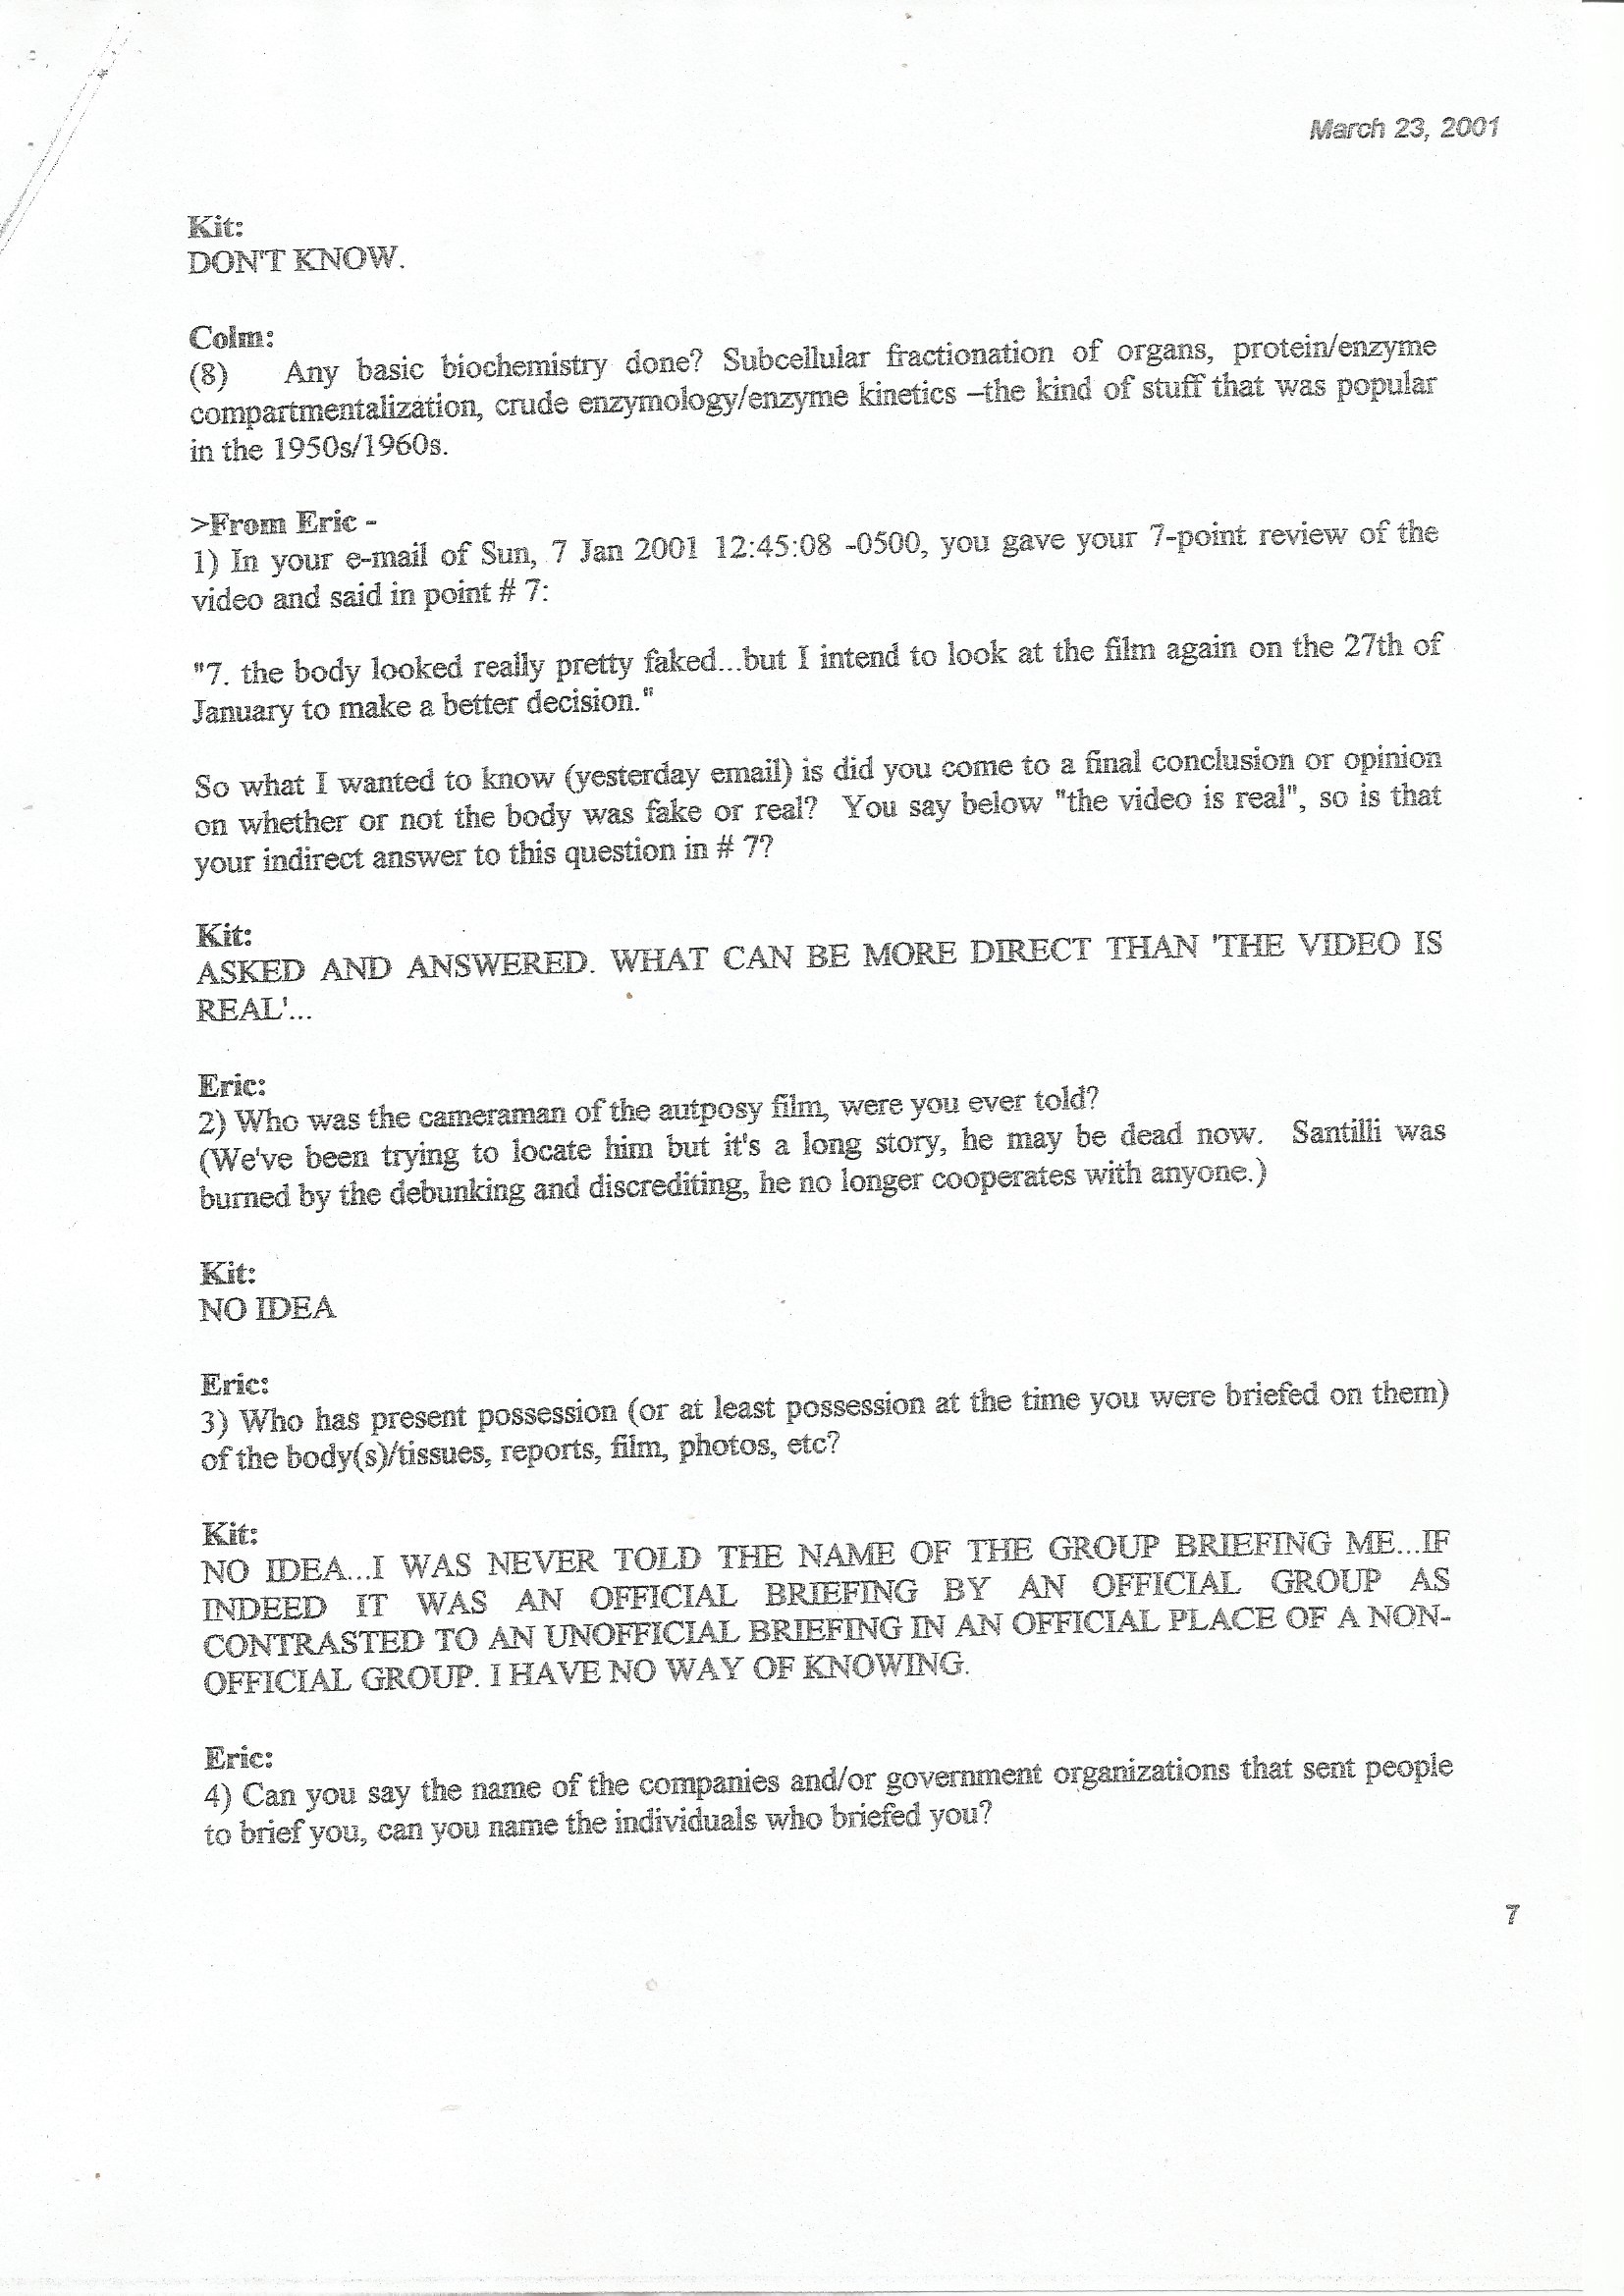 March 23, 2001
Kit:
DON'T KNOW.
Colm:
(8) Any basic biochemistry done? Subcellular fractionation of organs, protein/enzyme
compartmentalization, crude enzymology/enzyme kinetics –the kind of stuff that was popular
in the 1950s/1960s.
>From Eric -
1) In your e-mail of Sun, 7 Jan 2001 12:45:08 -0500, you gave your 7-point review of the
video and said in point # 7:
"7. the body looked really pretty faked...but I intend to look at the film again on the 27th of
January to make a better decision."
So what I wanted to know (yesterday email) is did you come to a final conclusion or opinion
on whether or not the body was fake or real? You say below "the video is real", so is that
your indirect answer to this question in # 7?
Kit:
ASKED AND ANSWERED. WHAT CAN BE MORE DIRECT THAN 'THE VIDEO IS
REAL'...
Eric:
2) Who was the cameraman of the autposy film, were you ever told?
(We've been trying to locate him but it's a long story, he may be dead now. Santilli was
burned by the debunking and discrediting, he no longer cooperates with anyone.)
Kit:
NO IDEA
Eric:
3) Who has present possession (or at least possession at the time you were briefed on them)
of the body(s)/tissues, reports, film, photos, etc?
Kit:
NO IDEA...I WAS NEVER TOLD THE NAME OF THE GROUP BRIEFING ME...IF
INDEED IT WAS AN OFFICIAL BRIEFING BY AN OFFICIAL GROUP AS
CONTRASTED TO AN UNOFFICIAL BRIEFING IN AN OFFICIAL PLACE OF A NON-
OFFICIAL GROUP. I HAVE NO WAY OF KNOWING.
Eric:
4) Can you say the name of the companies and/or government organizations that sent people
to brief you, can you name the individuals who briefed you?
7